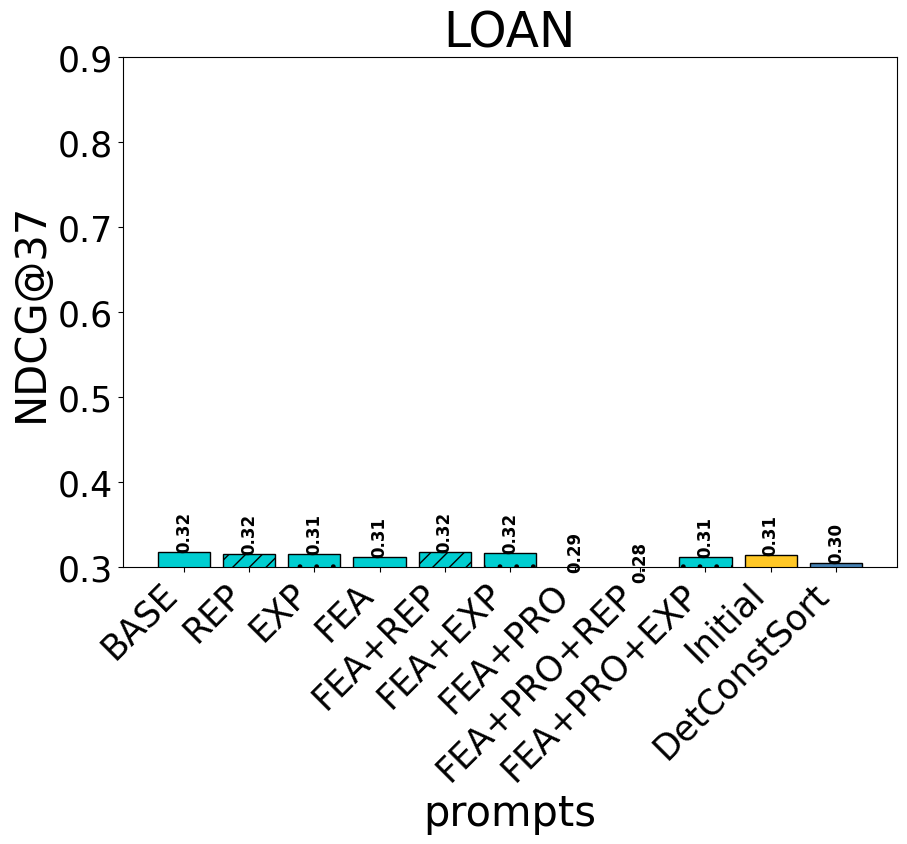 LOAN
NDCG@37
0.9
0.8
0.7
0.6
0.5
0.4
0.3
0.32
0.32
0.31
0.31
0.32
0.32
0.29
0.28
0.31
0.31
0.30
BASE
REP
EXP
FEA
FEA+REP
FEA+EXP
FEA+PRO
FEA+PRO+REP
FEA+PRO+EXP
Initial
DetConstSort
prompts